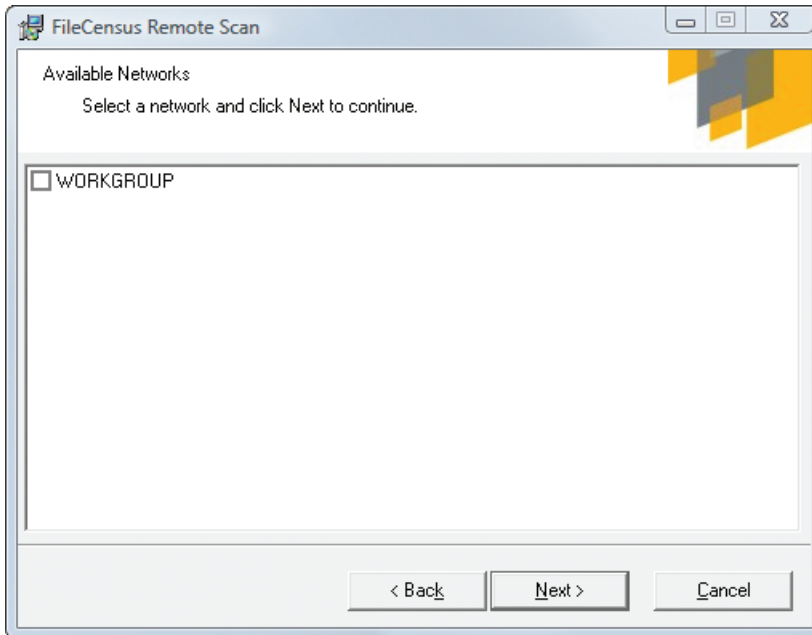 FileCensus Remote Scan
Available Networks
Select a network and click Next to continue.
WORKGROUP
< Back Next > Cancel